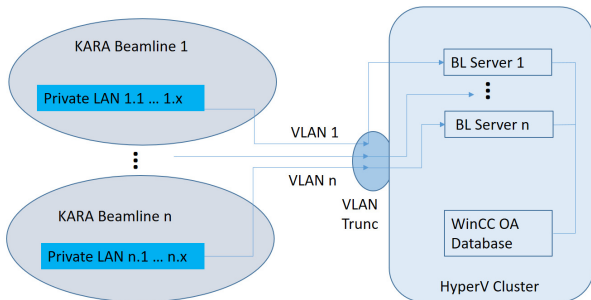 KARA Beamline 1
Private LAN 1.1 ... 1.x
VLAN 1
VLAN n
VLAN
Trunc
KARA Beamline n
Private LAN n.1 ... n.x
BL Server 1
BL Server n
WinCC OA
Database
HyperV Cluster